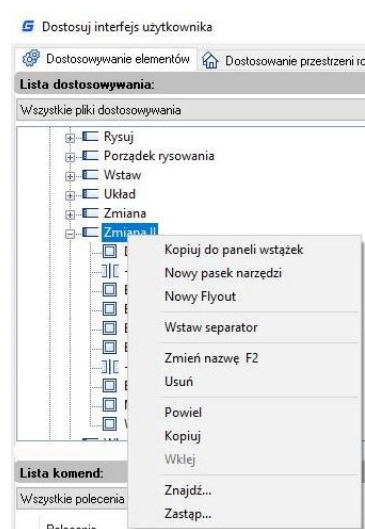 Dostosuj interfejs użytkownika
Dostosowywanie elementów
Dostosowanie przestrzeni
Lista dostosowywania:
Wszystkie pliki dostosowywania
Rysuj
Porządek rysowania
Wstaw
Układ
Zmiana
Zmiana II
Kopiuj do paneli wstążek
Nowy pasek narzędzi
Nowy Flyout
Wstaw separator
Zmień nazwę F2
Usuń
Powiel
Kopiuj
Wklej
Znajdź...
Zastąp...
Lista komend:
Wszystkie polecenia